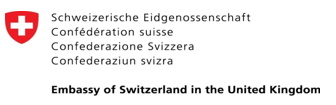 Schweizerische Eidgenossenschaft
Confédération suisse
Confederazione Svizzera
Confederaziun svizra
Embassy of Switzerland in the United Kingdom